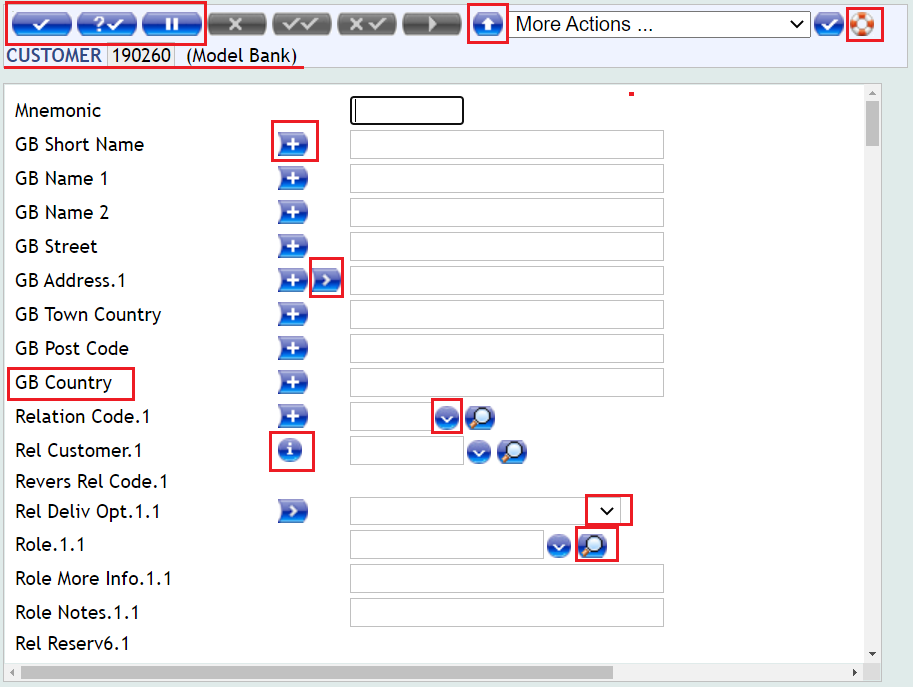 More Actions ...
CUSTOMER 190260 (Model Bank)
Mnemonic
GB Short Name
GB Name 1
GB Name 2
GB Street
GB Address.1
GB Town Country
GB Post Code
GB Country
Relation Code.1
Rel Customer.1
Revers Rel Code.1
Rel Deliv Opt.1.1
Role.1.1
Role More Info.1.1
Role Notes.1.1
Rel Reserv6.1